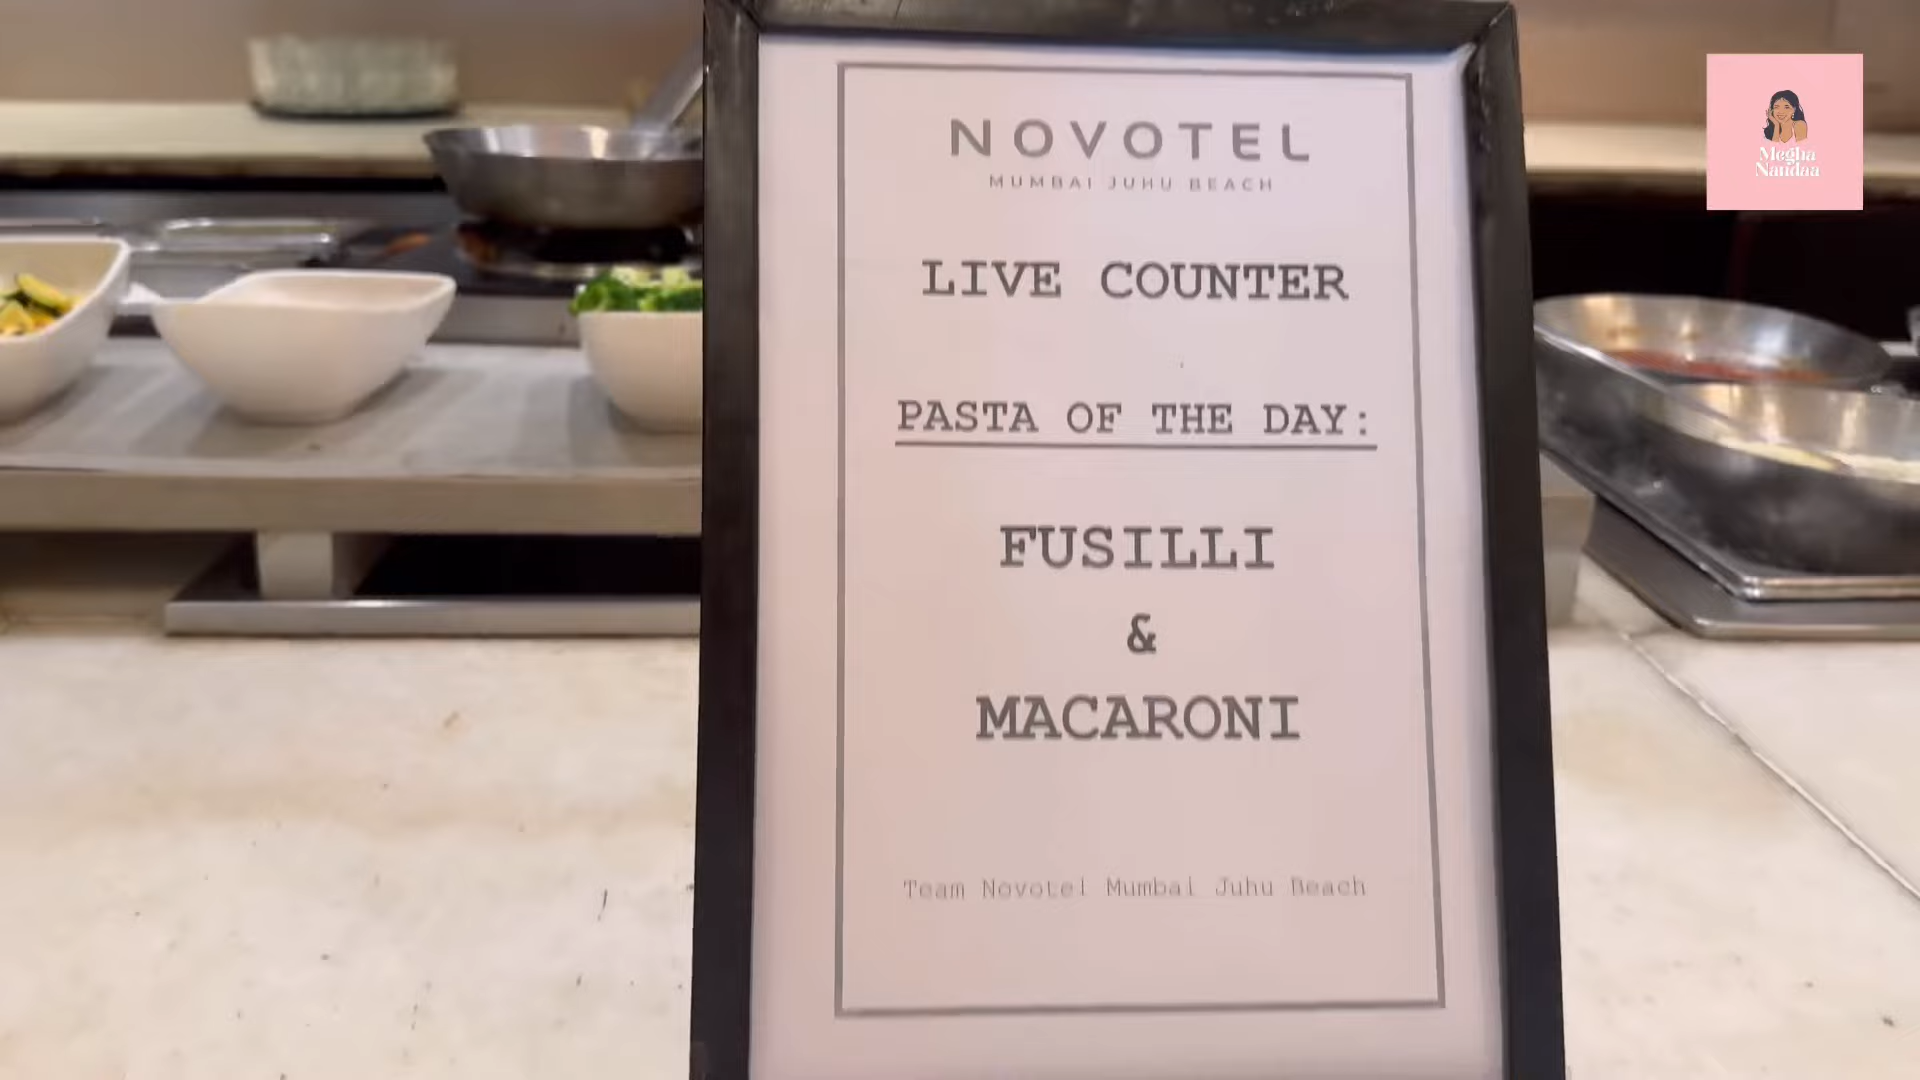 NOVOTEL
MUMBAI JUHU BEACH
LIVE COUNTER
PASTA OF THE DAY:
FUSILLI
&
MACARONI
Team Novotel Mumbai Juhu Beach
Megha
Nandaa